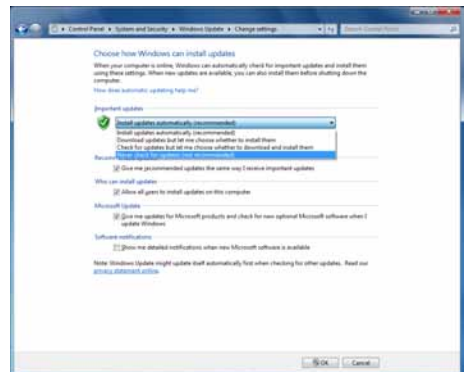 Control Panel ▸ System and Security ▸ Windows Update ▸ Change settings
Search Control Panel
Choose how Windows can install updates
When your computer is online, Windows can automatically check for important updates and install them
using these settings. When new updates are available, you can also install them before shutting down the
computer.
How does automatic updating help me?
Important updates
Install updates automatically (recommended)
Install updates automatically (recommended)
Download updates but let me choose whether to install them
Check for updates but let me choose whether to download and install them
Never check for updates (not recommended)
Recom
Give me recommended updates the same way I receive important updates
Who can install updates
Allow all users to install updates on this computer
Microsoft Update
Give me updates for Microsoft products and check for new optional Microsoft software when I
update Windows
Software notifications
Show me detailed notifications when new Microsoft software is available
Note: Windows Update might update itself automatically first when checking for other updates. Read our
privacy statement online.
OK
Cancel